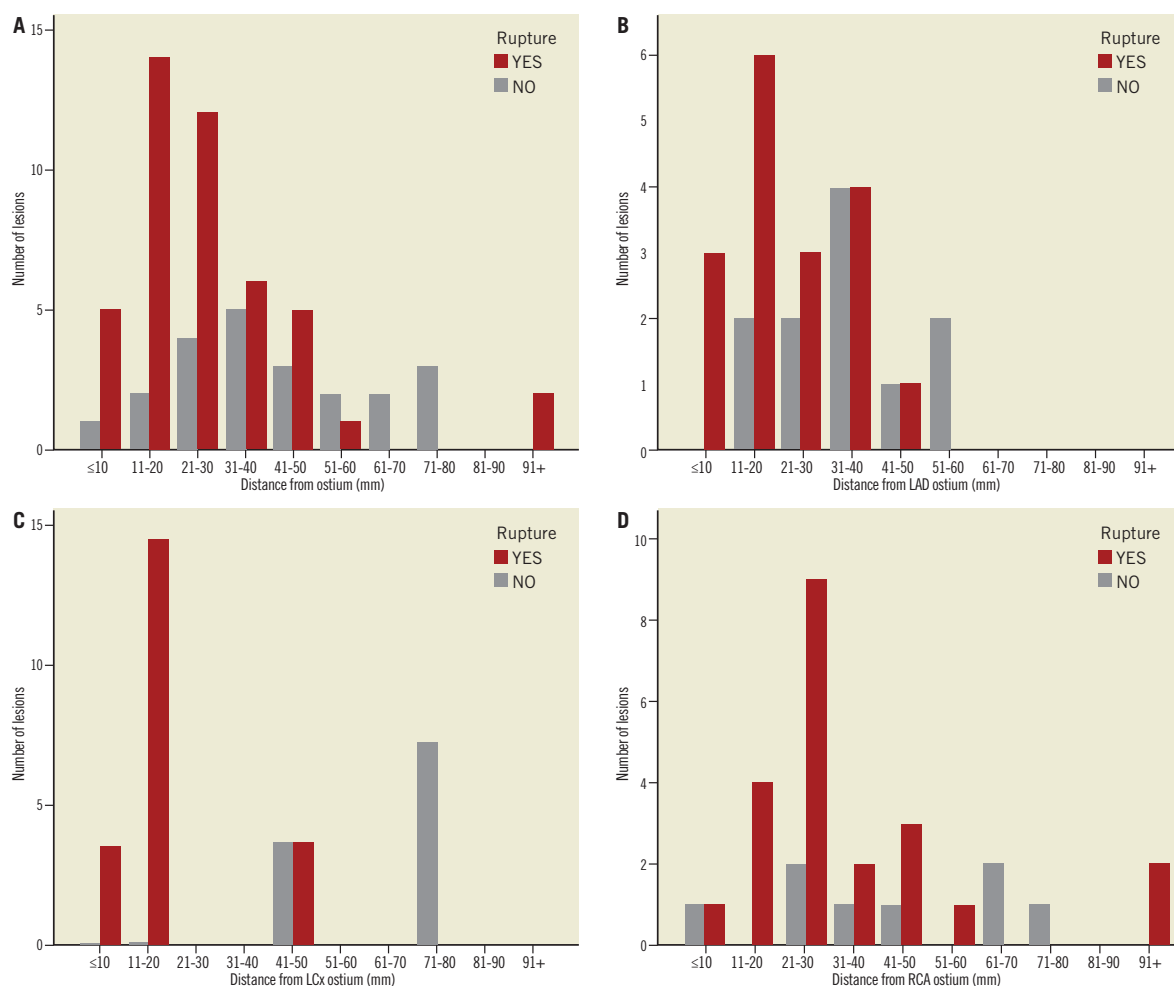 A
Rupture
YES
NO
15
10
5
0
Number of lesions
≤10 11-20 21-30 31-40 41-50 51-60 61-70 71-80 81-90 91+
Distance from ostium (mm)
B
Rupture
YES
NO
6
5
4
3
2
1
0
Number of lesions
≤10 11-20 21-30 31-40 41-50 51-60 61-70 71-80 81-90 91+
Distance from LAD ostium (mm)
C
Rupture
YES
NO
15
10
5
0
Number of lesions
≤10 11-20 21-30 31-40 41-50 51-60 61-70 71-80 81-90 91+
Distance from LCx ostium (mm)
D
Rupture
YES
NO
10
8
6
4
2
0
Number of lesions
≤10 11-20 21-30 31-40 41-50 51-60 61-70 71-80 81-90 91+
Distance from RCA ostium (mm)